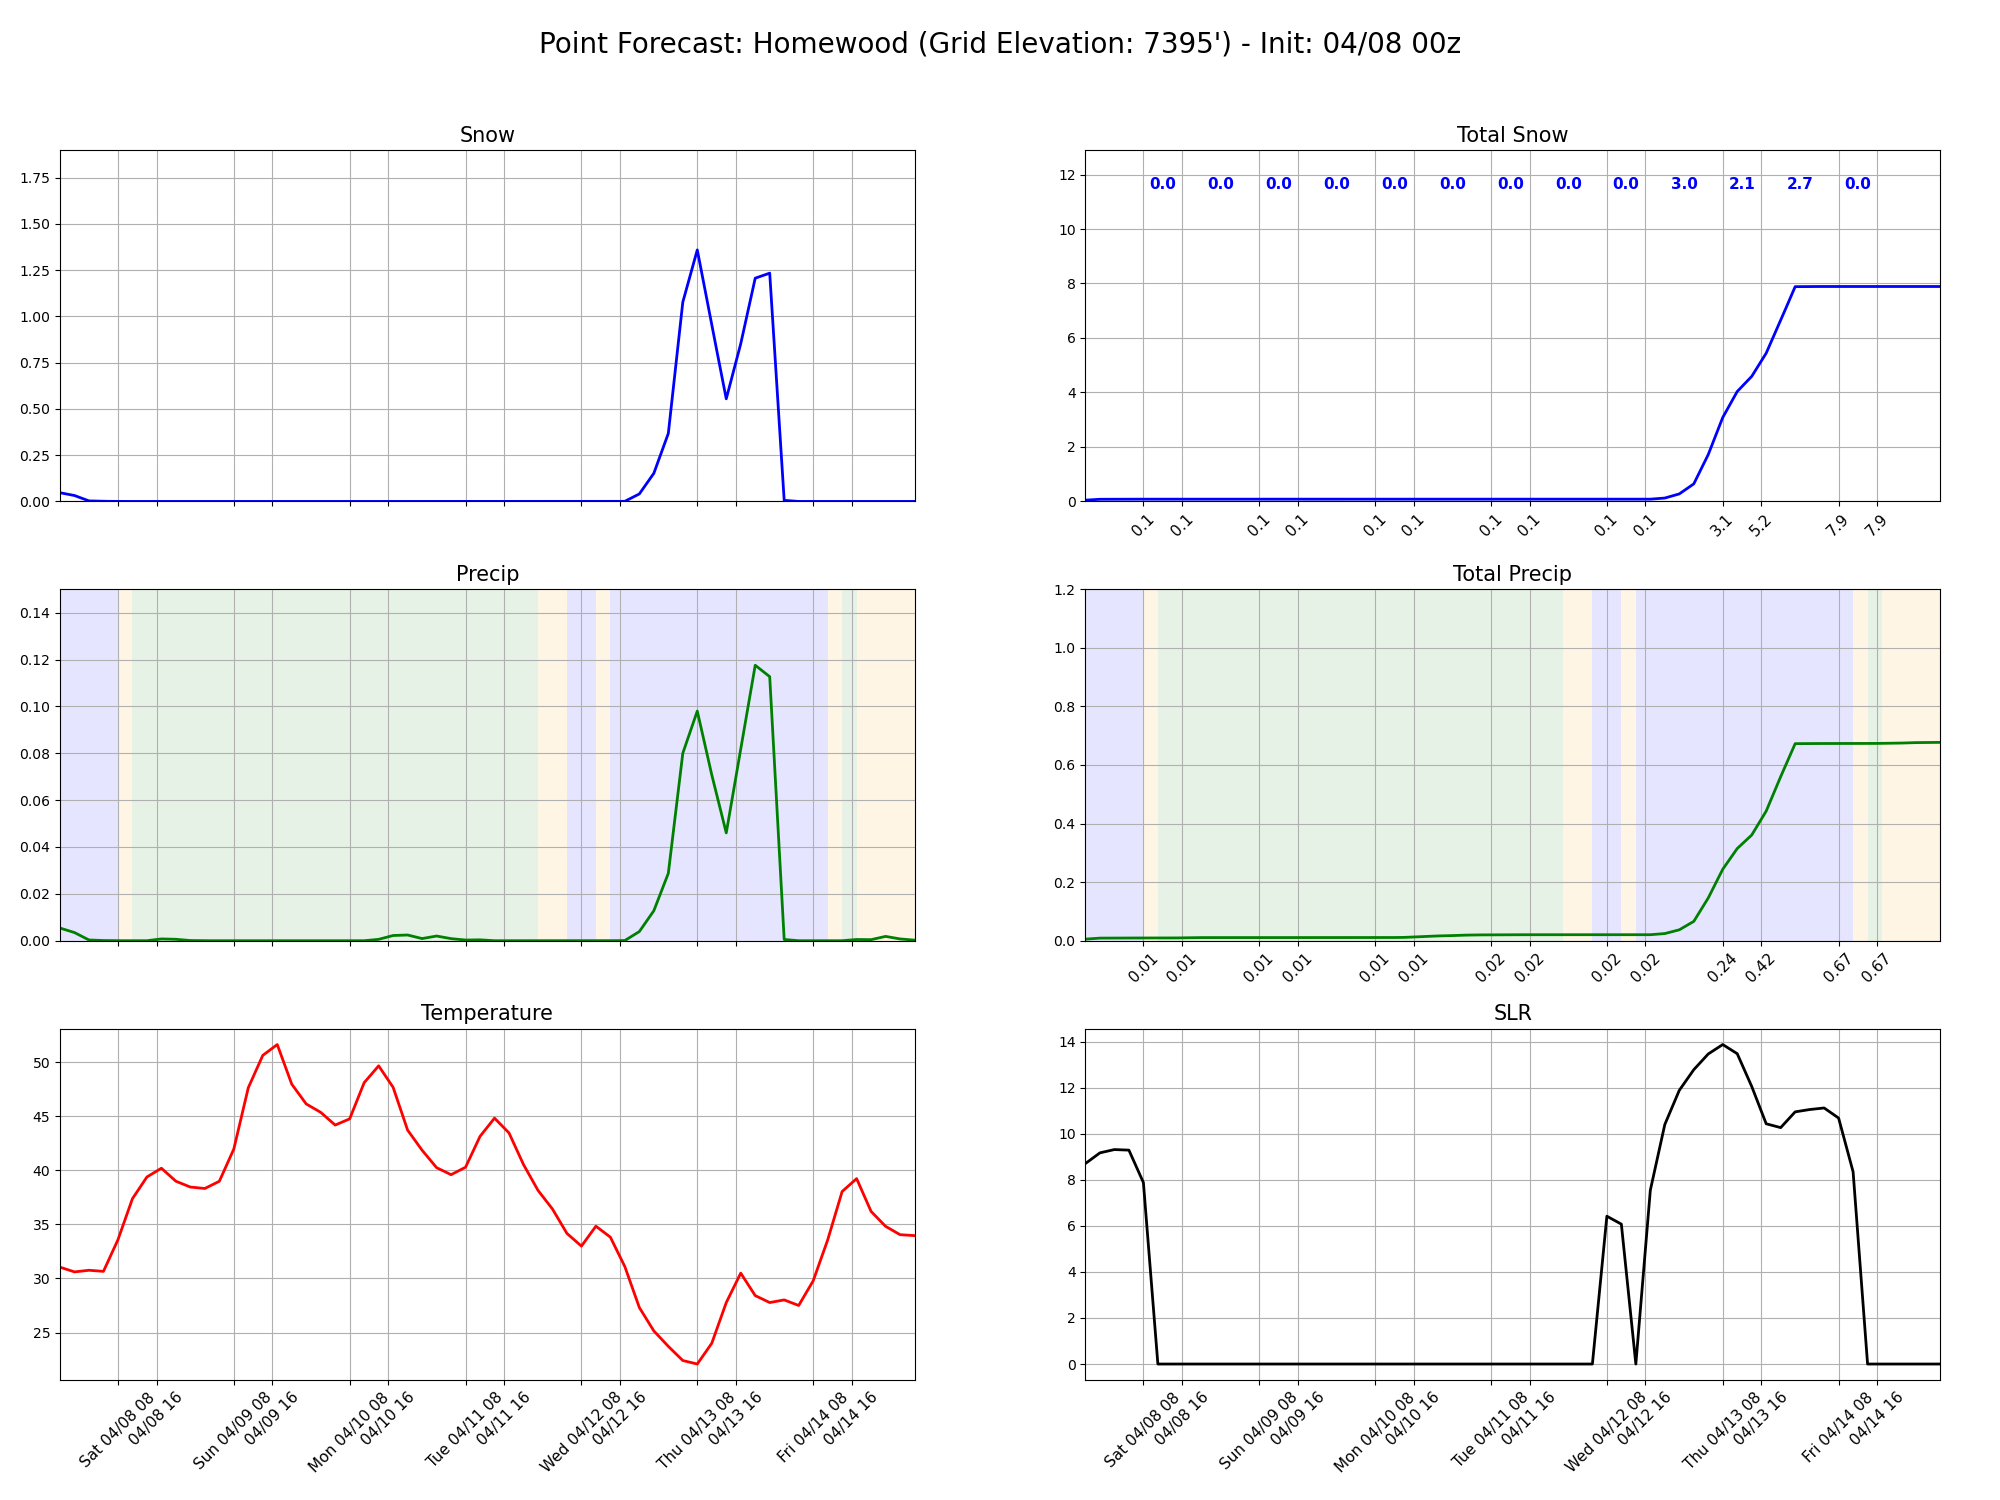 Point Forecast: Homewood (Grid Elevation: 7395') - Init: 04/08 00z
Snow
1.75
1.50
1.25
1.00
0.75
0.50
0.25
0.00
Total Snow
12
10
8
6
4
2
0
0.0 0.0 0.0 0.0 0.0 0.0 0.0 0.0 0.0 3.0 2.1 2.7 0.0
0.1 0.1 0.1 0.1 0.1 0.1 0.1 0.1 0.1 0.1 3.1 5.2 7.9 7.9
Precip
0.14
0.12
0.10
0.08
0.06
0.04
0.02
0.00
Total Precip
1.2
1.0
0.8
0.6
0.4
0.2
0.0
0.01 0.01 0.01 0.01 0.01 0.01 0.02 0.02 0.02 0.02 0.24 0.42 0.67 0.67
Temperature
50
45
40
35
30
25
Sat 04/08 08
04/08 16
Sun 04/09 08
04/09 16
Mon 04/10 08
04/10 16
Tue 04/11 08
04/11 16
Wed 04/12 08
04/12 16
Thu 04/13 08
04/13 16
Fri 04/14 08
04/14 16
SLR
14
12
10
8
6
4
2
0
Sat 04/08 08
04/08 16
Sun 04/09 08
04/09 16
Mon 04/10 08
04/10 16
Tue 04/11 08
04/11 16
Wed 04/12 08
04/12 16
Thu 04/13 08
04/13 16
Fri 04/14 08
04/14 16